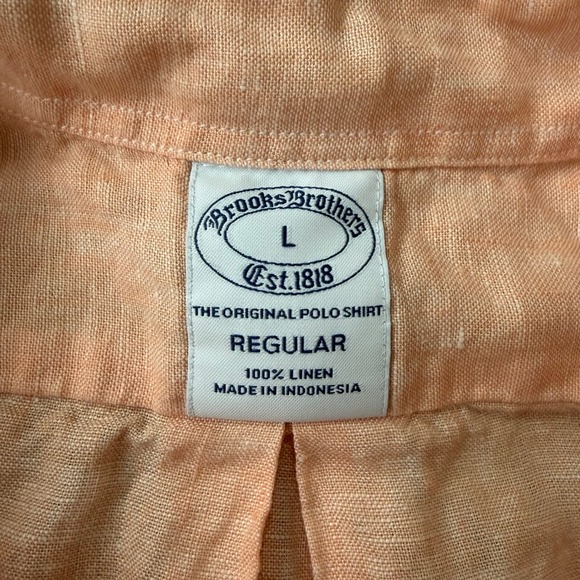 Brooks Brothers
L
Est. 1818
THE ORIGINAL POLO SHIRT
REGULAR
100% LINEN
MADE IN INDONESIA